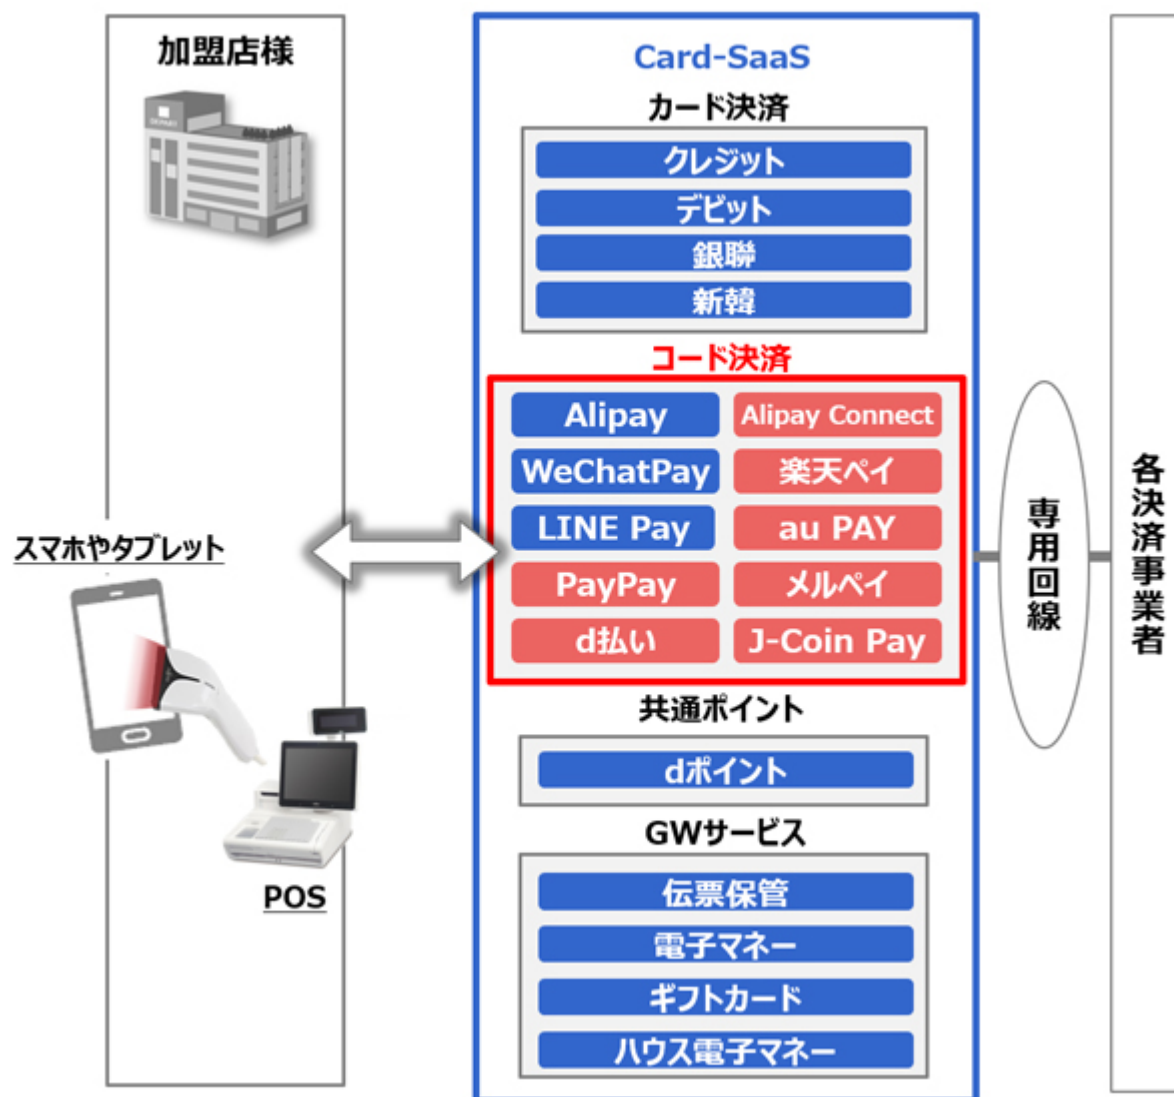 加盟店様
DEPART
スマホやタブレット
POS
Card-SaaS
カード決済
クレジット
デビット
銀聯
新韓
コード決済
Alipay
Alipay Connect
WeChatPay
楽天ペイ
LINE Pay
au PAY
PayPay
メルペイ
d払い
J-Coin Pay
共通ポイント
dポイント
GWサービス
伝票保管
電子マネー
ギフトカード
ハウス電子マネー
専用回線
各決済事業者